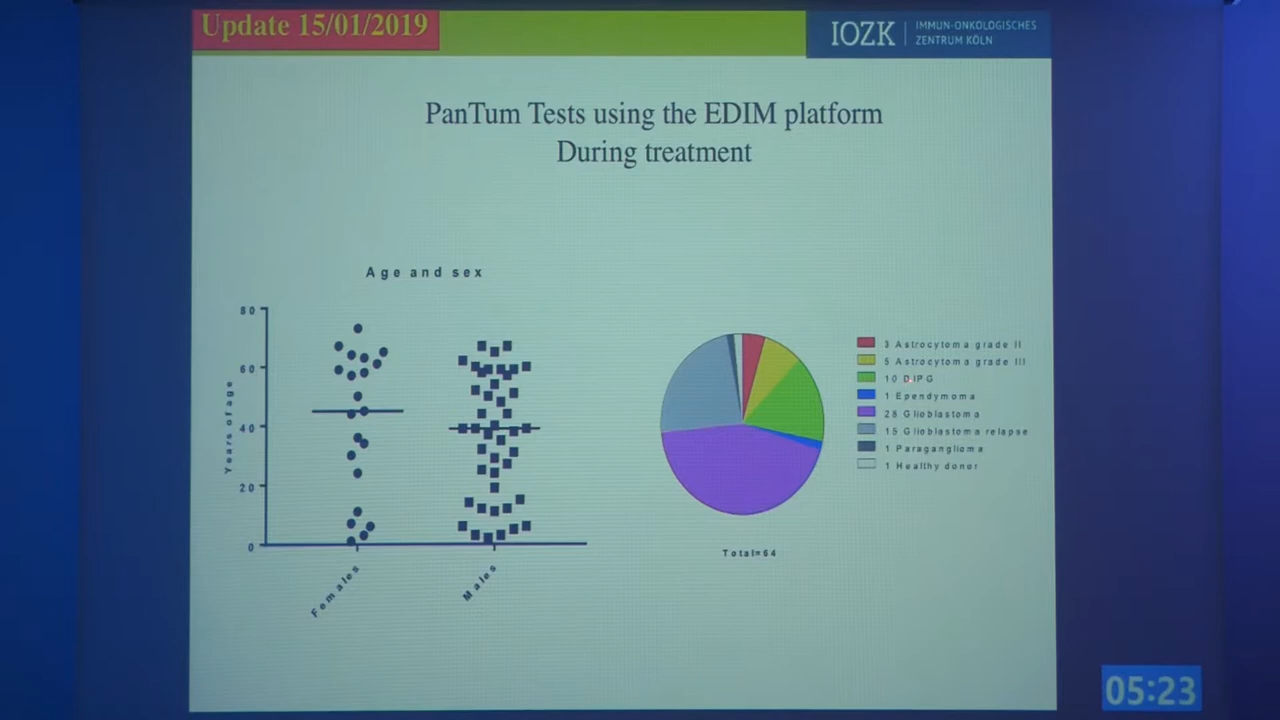 Update 15/01/2019
IOZK
IMMUN-ONKOLOGISCHES
ZENTRUM KÖLN
PanTum Tests using the EDIM platform
During treatment
Age and sex
Years of age
80
60
40
20
0
Females
Males
3 Astrocytoma grade II
5 Astrocytoma grade III
10 DIPG
1 Ependymoma
28 Glioblastoma
15 Glioblastoma relapse
1 Paraganglioma
1 Healthy donor
Total=64
05:23